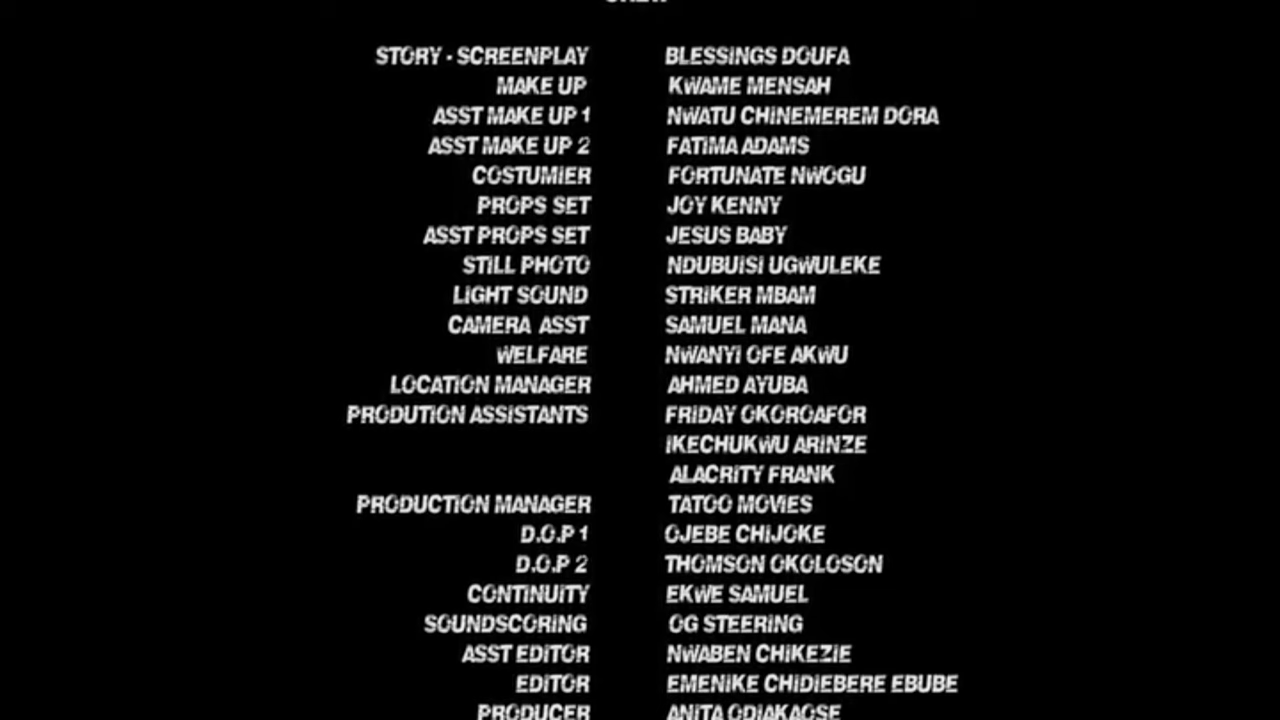 CREW
STORY - SCREENPLAY BLESSINGS DOUFA
MAKE UP KWAME MENSAH
ASST MAKE UP 1 NWATU CHINEMEREM DORA
ASST MAKE UP 2 FATIMA ADAMS
COSTUMIER FORTUNATE NWOGU
PROPS SET JOY KENNY
ASST PROPS SET JESUS BABY
STILL PHOTO NDUBUISI UGWULEKE
LIGHT SOUND STRIKER MBAM
CAMERA ASST SAMUEL MANA
WELFARE NWANYI OFE AKWU
LOCATION MANAGER AHMED AYUBA
PRODUTION ASSISTANTS FRIDAY OKOROAFOR
IKECHUKWU ARINZE
ALACRITY FRANK
PRODUCTION MANAGER TATOO MOVIES
D.O.P 1 OJEBE CHIJOKE
D.O.P 2 THOMSON OKOLOSON
CONTINUITY EKWE SAMUEL
SOUNDSCORING OG STEERING
ASST EDITOR NWABEN CHIKEZIE
EDITOR EMENIKE CHIDIEBERE EBUBE
PRODUCER ANITA ODIAKAOSE